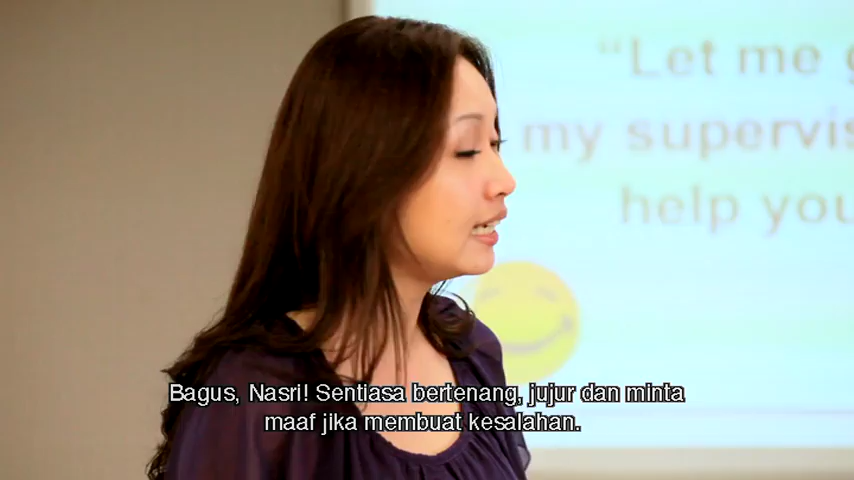 “Let me
my supervis
help you
Bagus, Nasri! Sentiasa bertenang, jujur dan minta
maaf jika membuat kesalahan.